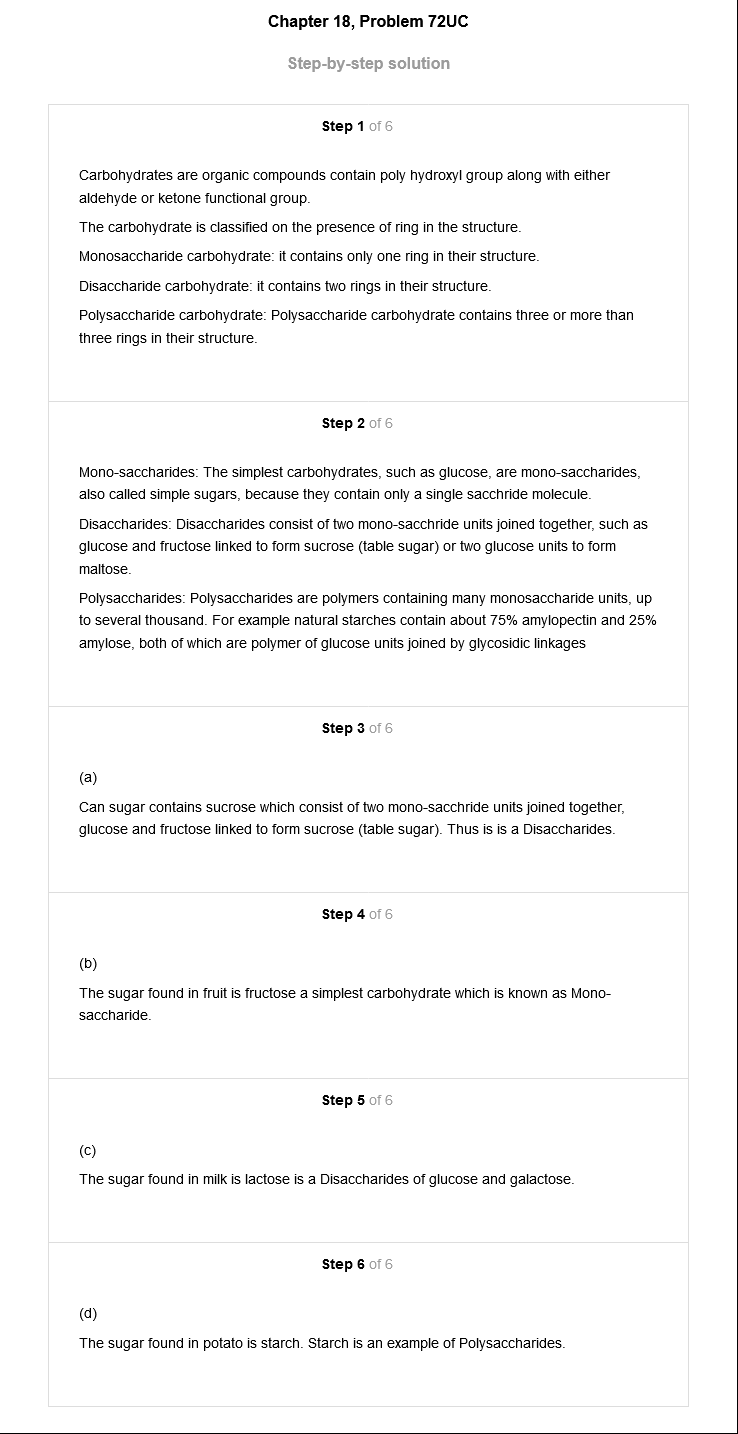 Chapter 18, Problem 72UC
Step-by-step solution
Step 1 of 6
Carbohydrates are organic compounds contain poly hydroxyl group along with either
aldehyde or ketone functional group.
The carbohydrate is classified on the presence of ring in the structure.
Monosaccharide carbohydrate: it contains only one ring in their structure.
Disaccharide carbohydrate: it contains two rings in their structure.
Polysaccharide carbohydrate: Polysaccharide carbohydrate contains three or more than
three rings in their structure.
Step 2 of 6
Mono-saccharides: The simplest carbohydrates, such as glucose, are mono-saccharides,
also called simple sugars, because they contain only a single sacchride molecule.
Disaccharides: Disaccharides consist of two mono-sacchride units joined together, such as
glucose and fructose linked to form sucrose (table sugar) or two glucose units to form
maltose.
Polysaccharides: Polysaccharides are polymers containing many monosaccharide units, up
to several thousand. For example natural starches contain about 75% amylopectin and 25%
amylose, both of which are polymer of glucose units joined by glycosidic linkages
Step 3 of 6
(a)
Can sugar contains sucrose which consist of two mono-sacchride units joined together,
glucose and fructose linked to form sucrose (table sugar). Thus is is a Disaccharides.
Step 4 of 6
(b)
The sugar found in fruit is fructose a simplest carbohydrate which is known as Mono-
saccharide.
Step 5 of 6
(c)
The sugar found in milk is lactose is a Disaccharides of glucose and galactose.
Step 6 of 6
(d)
The sugar found in potato is starch. Starch is an example of Polysaccharides.